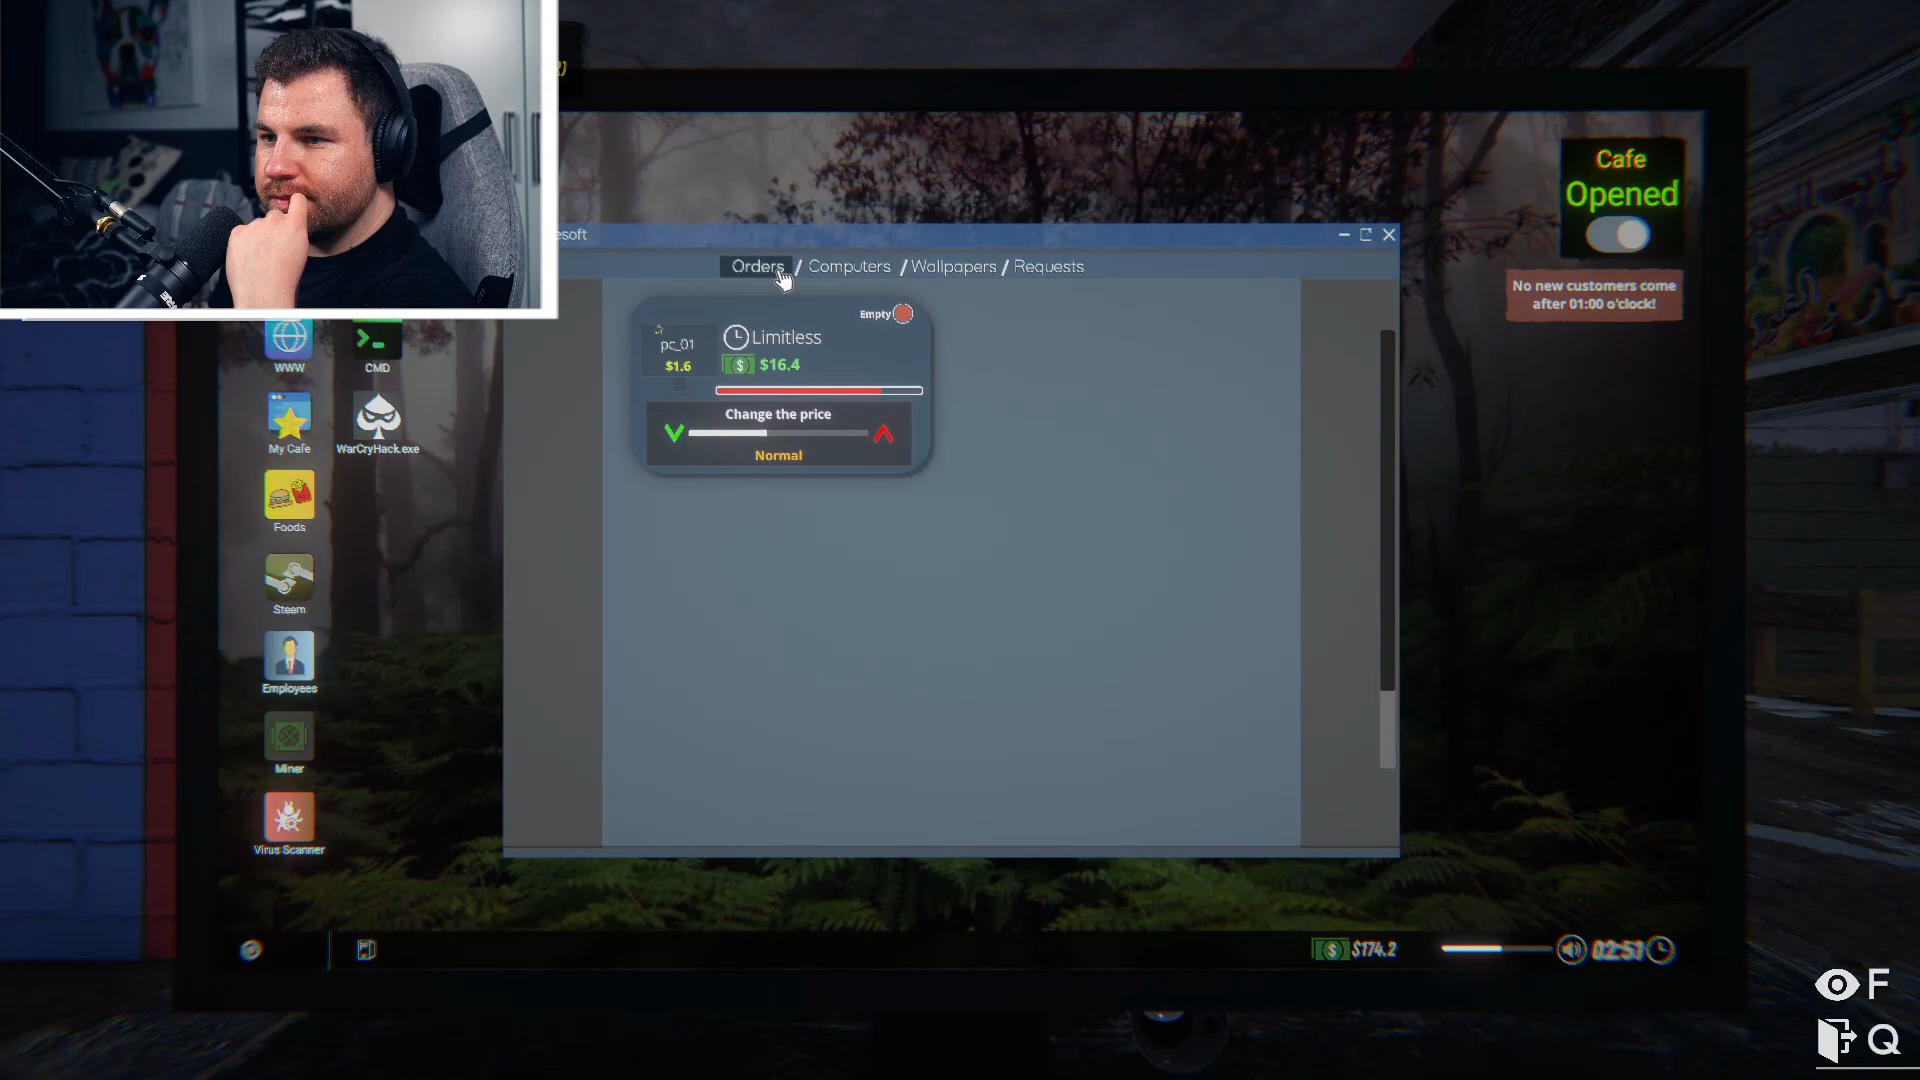 Cafe
Opened
No new customers come
after 01:00 o'clock!
esoft
Orders / Computers / Wallpapers / Requests
Empty
pc_01
$1.6
Limitless
$16.4
Change the price
Normal
WWW
CMD
My Cafe
WarCryHack.exe
Foods
Steem
Employees
Miner
Virus Scanner
$174.2
02:51
F
Q